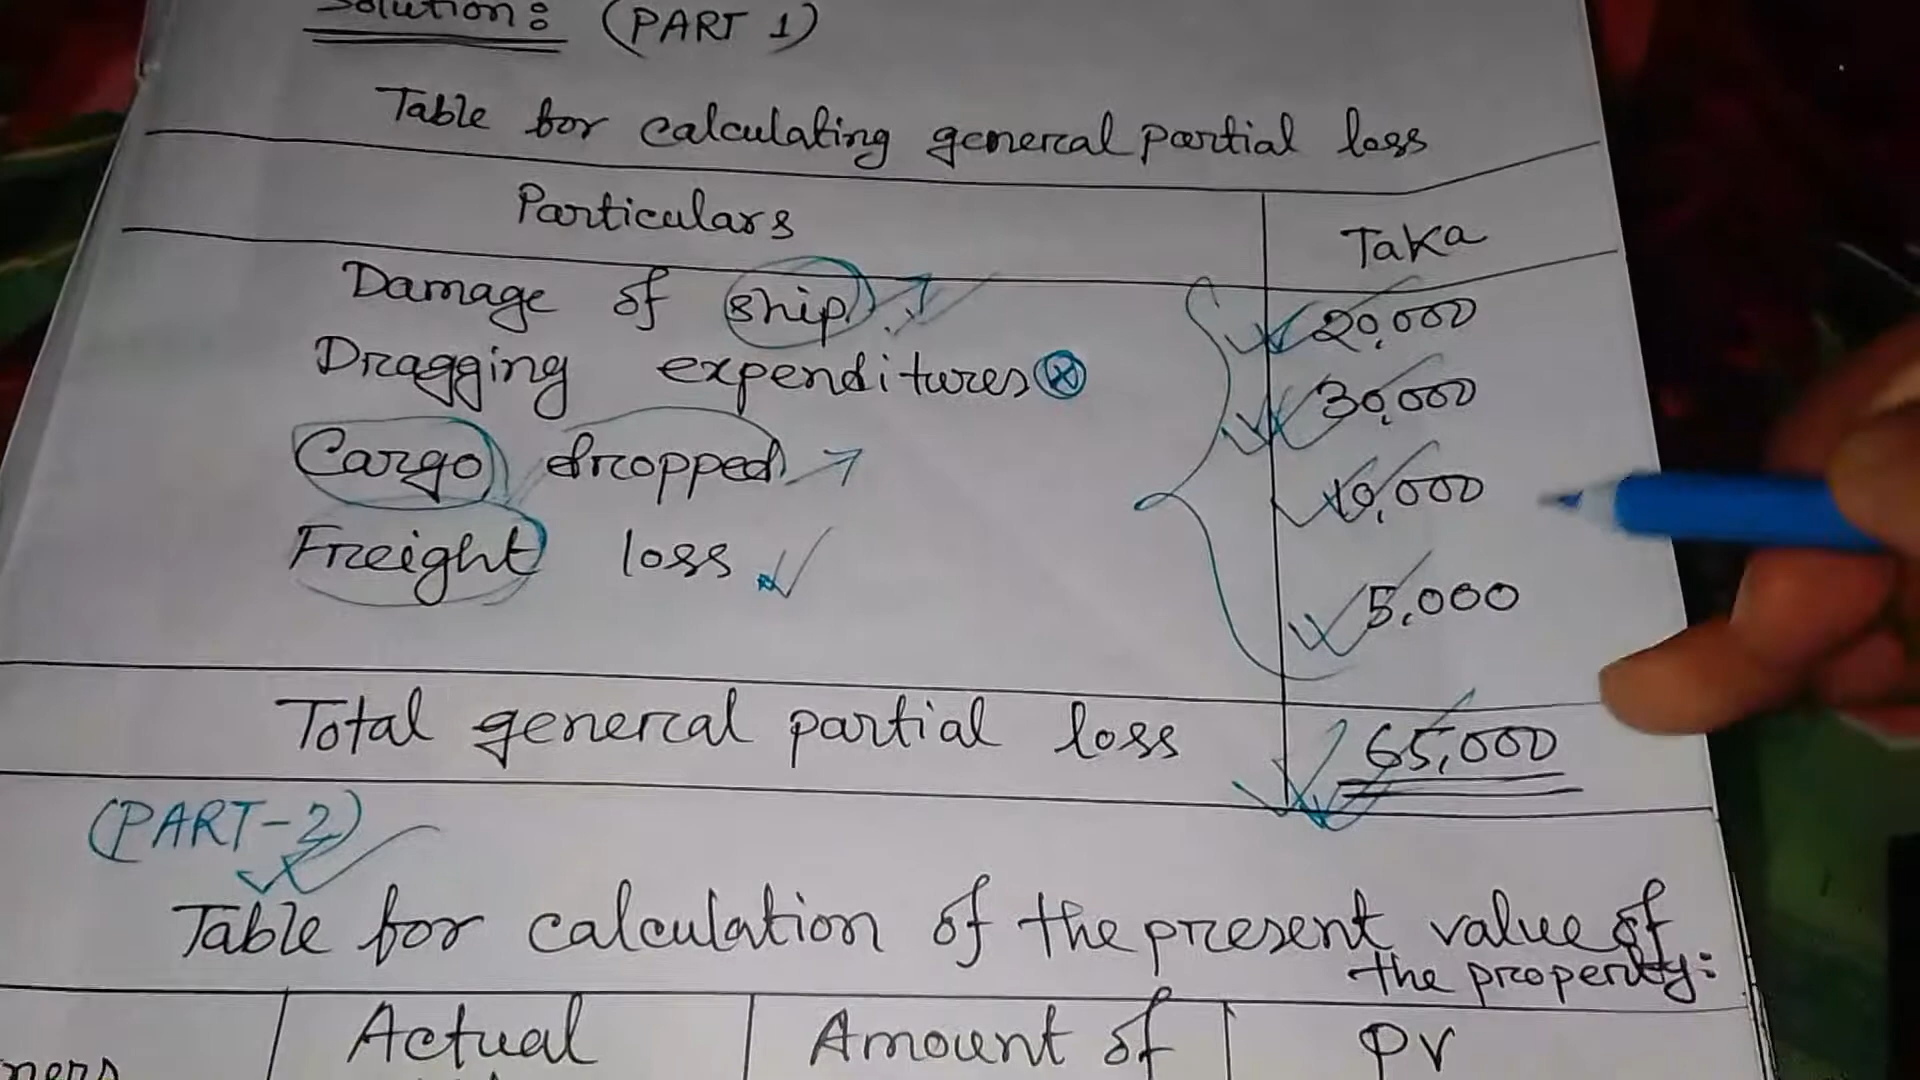 Solution: (PART 1)
Table for calculating general partial loss
Particulars Taka
Damage of ship 20,000
Dragging expenditures 30,000
Cargo dropped 10,000
Freight loss 5,000
Total general partial loss 65,000
(PART-2)
Table for calculation of the present value of
the property:
Actual Amount of PV